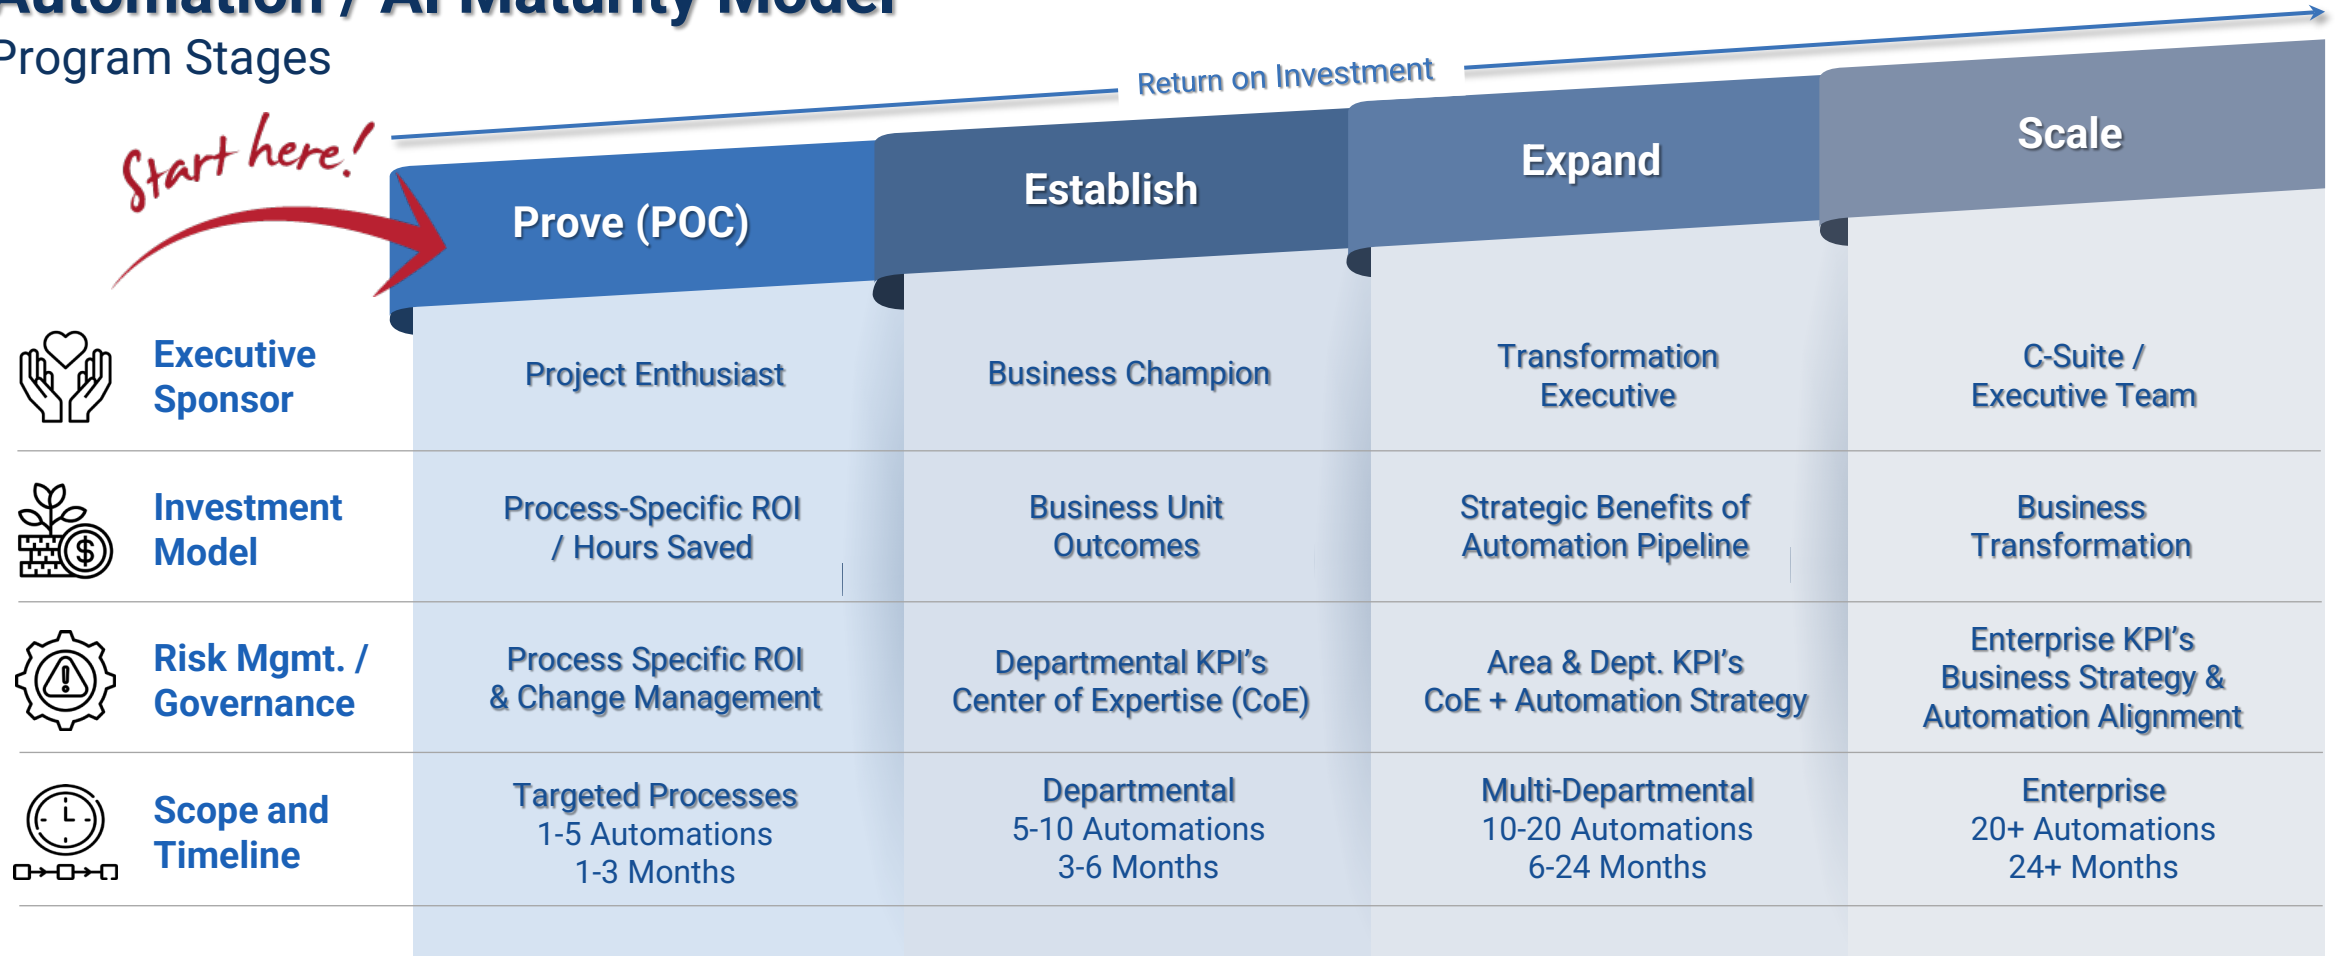 Automation / AI Maturity Model
Program Stages
Return on Investment
Start here!
Prove (POC)
Establish
Expand
Scale
Executive
Sponsor
Project Enthusiast
Business Champion
Transformation
Executive
C-Suite /
Executive Team
Investment
Model
Process-Specific ROI
/ Hours Saved
Business Unit
Outcomes
Strategic Benefits of
Automation Pipeline
Business
Transformation
Risk Mgmt. /
Governance
Process Specific ROI
& Change Management
Departmental KPI’s
Center of Expertise (CoE)
Area & Dept. KPI’s
CoE + Automation Strategy
Enterprise KPI’s
Business Strategy &
Automation Alignment
Scope and
Timeline
Targeted Processes
1-5 Automations
1-3 Months
Departmental
5-10 Automations
3-6 Months
Multi-Departmental
10-20 Automations
6-24 Months
Enterprise
20+ Automations
24+ Months